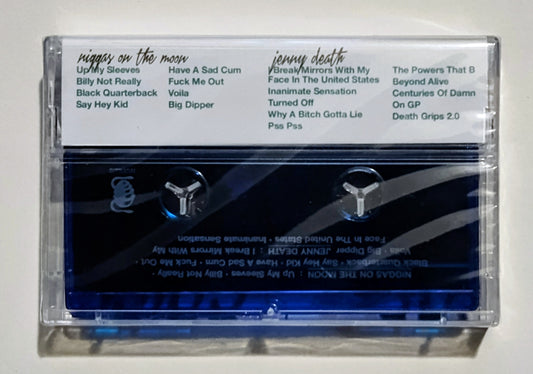 niggas on the moon
Up My Sleeves
Billy Not Really
Black Quarterback
Say Hey Kid
Have A Sad Cum
Fuck Me Out
Voila
Big Dipper
jenny death
I Break Mirrors With My
Face In The United States
Inanimate Sensation
Turned Off
Why A Bitch Gotta Lie
Pss Pss
The Powers That B
Beyond Alive
Centuries Of Damn
On GP
Death Grips 2.0
NIGGAS ON THE MOON : Up My Sleeves • Billy Not Really •
Black Quarterback • Say Hey Kid • Have A Sad Cum • Fuck Me Out •
Voila • Big Dipper JENNY DEATH : I Break Mirrors With My
Face In The United States • Inanimate Sensation